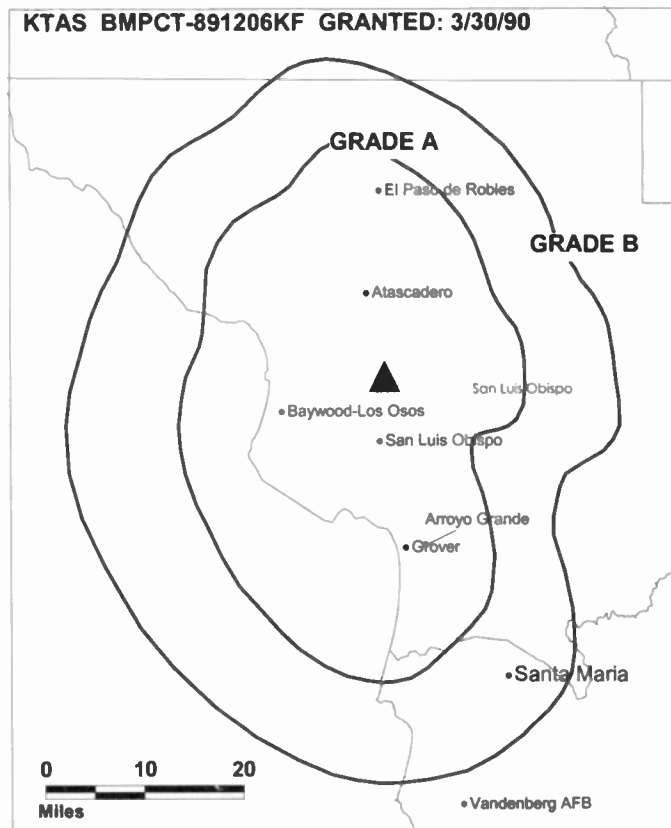 KTAS BMPCT-891206KF GRANTED: 3/30/90
GRADE A
El Paso de Robles
GRADE B
Atascadero
San Luis Obispo
Baywood-Los Osos
San Luis Obispo
Arroyo Grande
Grover
Santa Maria
0 10 20
Miles
Vandenberg AFB